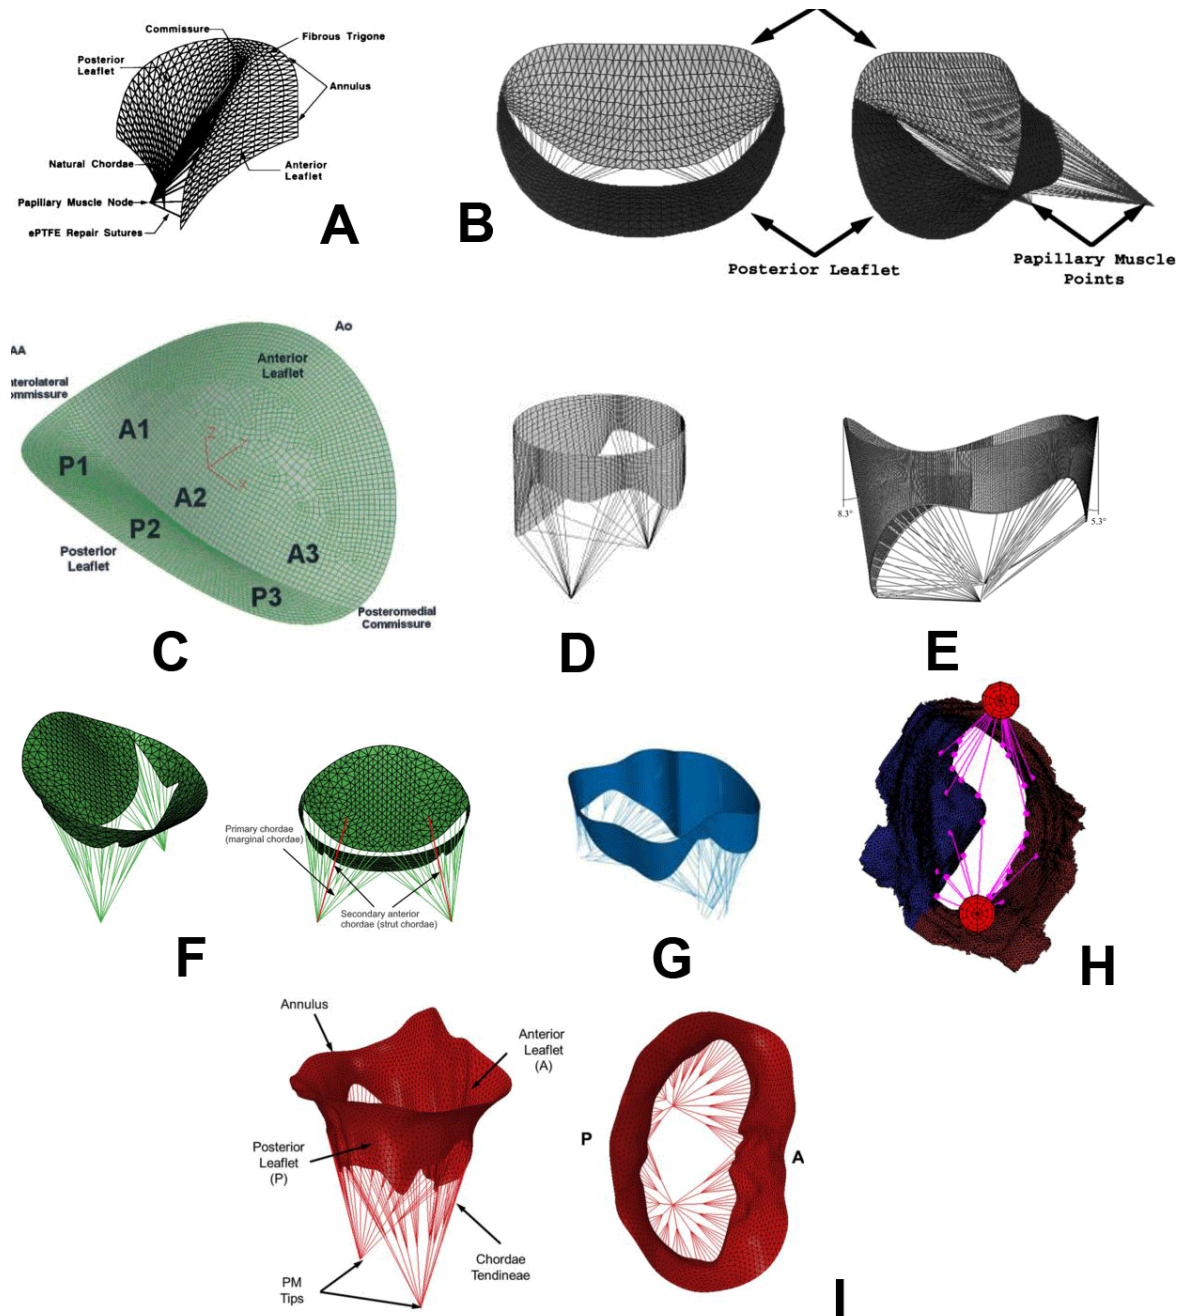 Commissure
Fibrous Trigone
Posterior
Leaflet
Annulus
Natural Chordae
Anterior
Leaflet
Papillary Muscle Node
ePTFE Repair Sutures
A
B
Posterior Leaflet
Papillary Muscle
Points
Ao
AA
nterolateral
ommissure
Anterior
Leaflet
A1
P1
Z
Y
X
A2
P2
A3
Posterior
Leaflet
P3
Posteromedial
Commissure
C
D
8.3°
5.3°
E
F
Primary chordae
(marginal chordae)
Secondary anterior
chordae (strut chordae)
G
H
Annulus
Anterior
Leaflet
(A)
Posterior
Leaflet
(P)
Chordae
Tendineae
PM
Tips
P
A
I